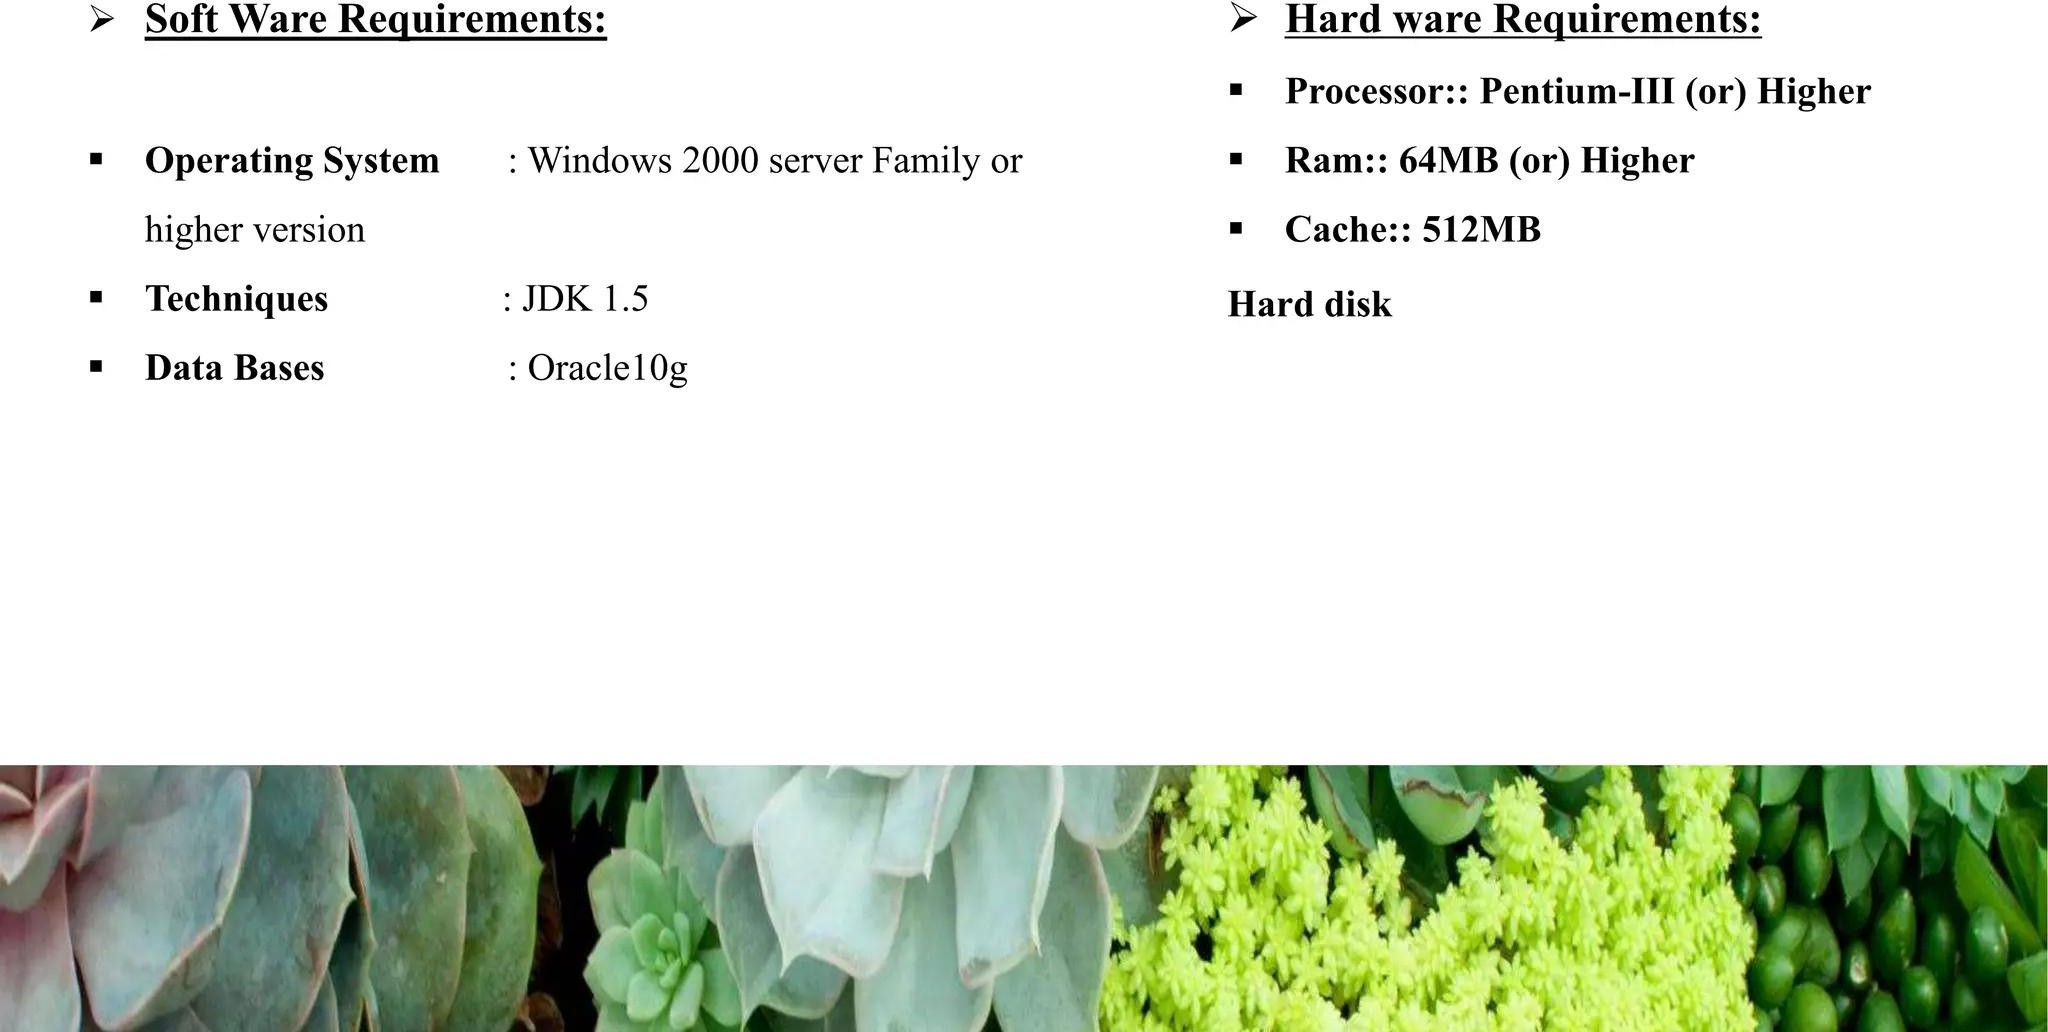 ➢ Soft Ware Requirements:
▪ Operating System : Windows 2000 server Family or
higher version
▪ Techniques : JDK 1.5
▪ Data Bases : Oracle10g
➢ Hard ware Requirements:
▪ Processor:: Pentium-III (or) Higher
▪ Ram:: 64MB (or) Higher
▪ Cache:: 512MB
Hard disk